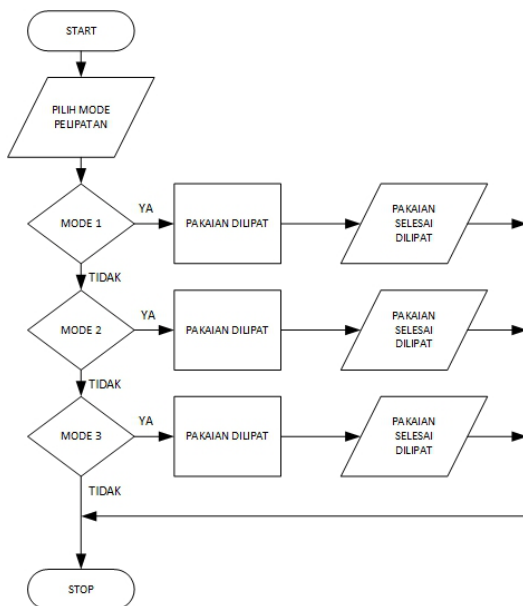 START
PILIH MODE
PELIPATAN
MODE 1
YA
PAKAIAN DILIPAT
PAKAIAN
SELESAI
DILIPAT
TIDAK
MODE 2
YA
PAKAIAN DILIPAT
PAKAIAN
SELESAI
DILIPAT
TIDAK
MODE 3
YA
PAKAIAN DILIPAT
PAKAIAN
SELESAI
DILIPAT
TIDAK
STOP